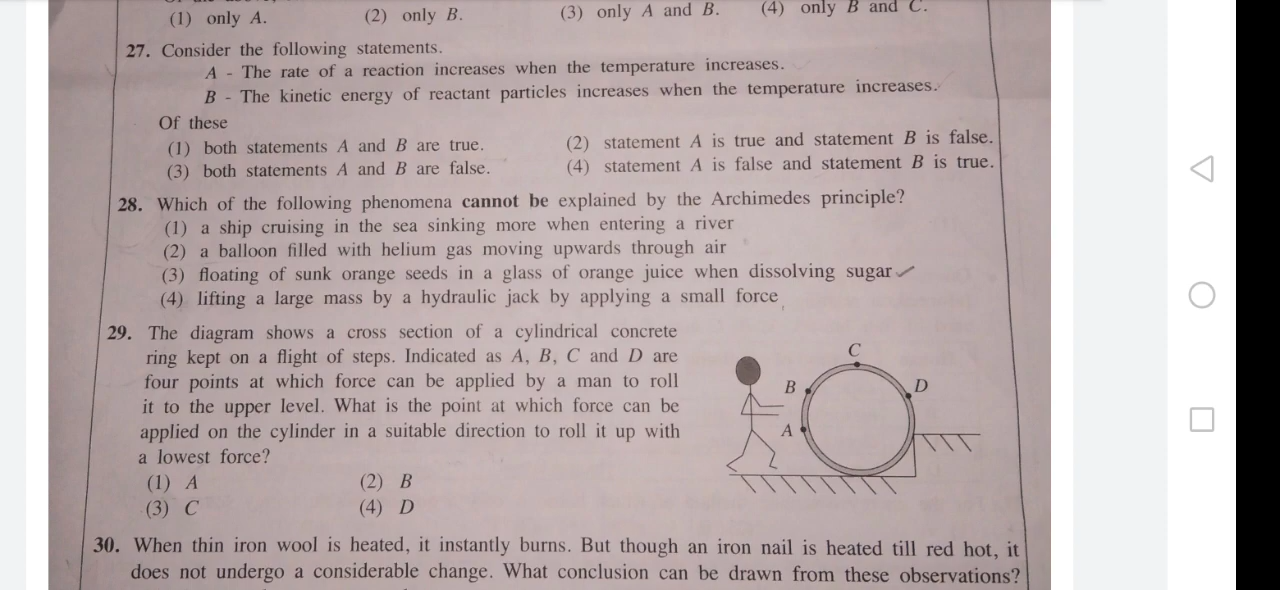 (1) only A. (2) only B. (3) only A and B. (4) only B and C.
27. Consider the following statements.
A - The rate of a reaction increases when the temperature increases.
B - The kinetic energy of reactant particles increases when the temperature increases.
Of these
(1) both statements A and B are true. (2) statement A is true and statement B is false.
(3) both statements A and B are false. (4) statement A is false and statement B is true.
28. Which of the following phenomena cannot be explained by the Archimedes principle?
(1) a ship cruising in the sea sinking more when entering a river
(2) a balloon filled with helium gas moving upwards through air
(3) floating of sunk orange seeds in a glass of orange juice when dissolving sugar
(4) lifting a large mass by a hydraulic jack by applying a small force
29. The diagram shows a cross section of a cylindrical concrete
ring kept on a flight of steps. Indicated as A, B, C and D are
four points at which force can be applied by a man to roll
it to the upper level. What is the point at which force can be
applied on the cylinder in a suitable direction to roll it up with
a lowest force?
(1) A (2) B
(3) C (4) D
C
B D
A
30. When thin iron wool is heated, it instantly burns. But though an iron nail is heated till red hot, it
does not undergo a considerable change. What conclusion can be drawn from these observations?